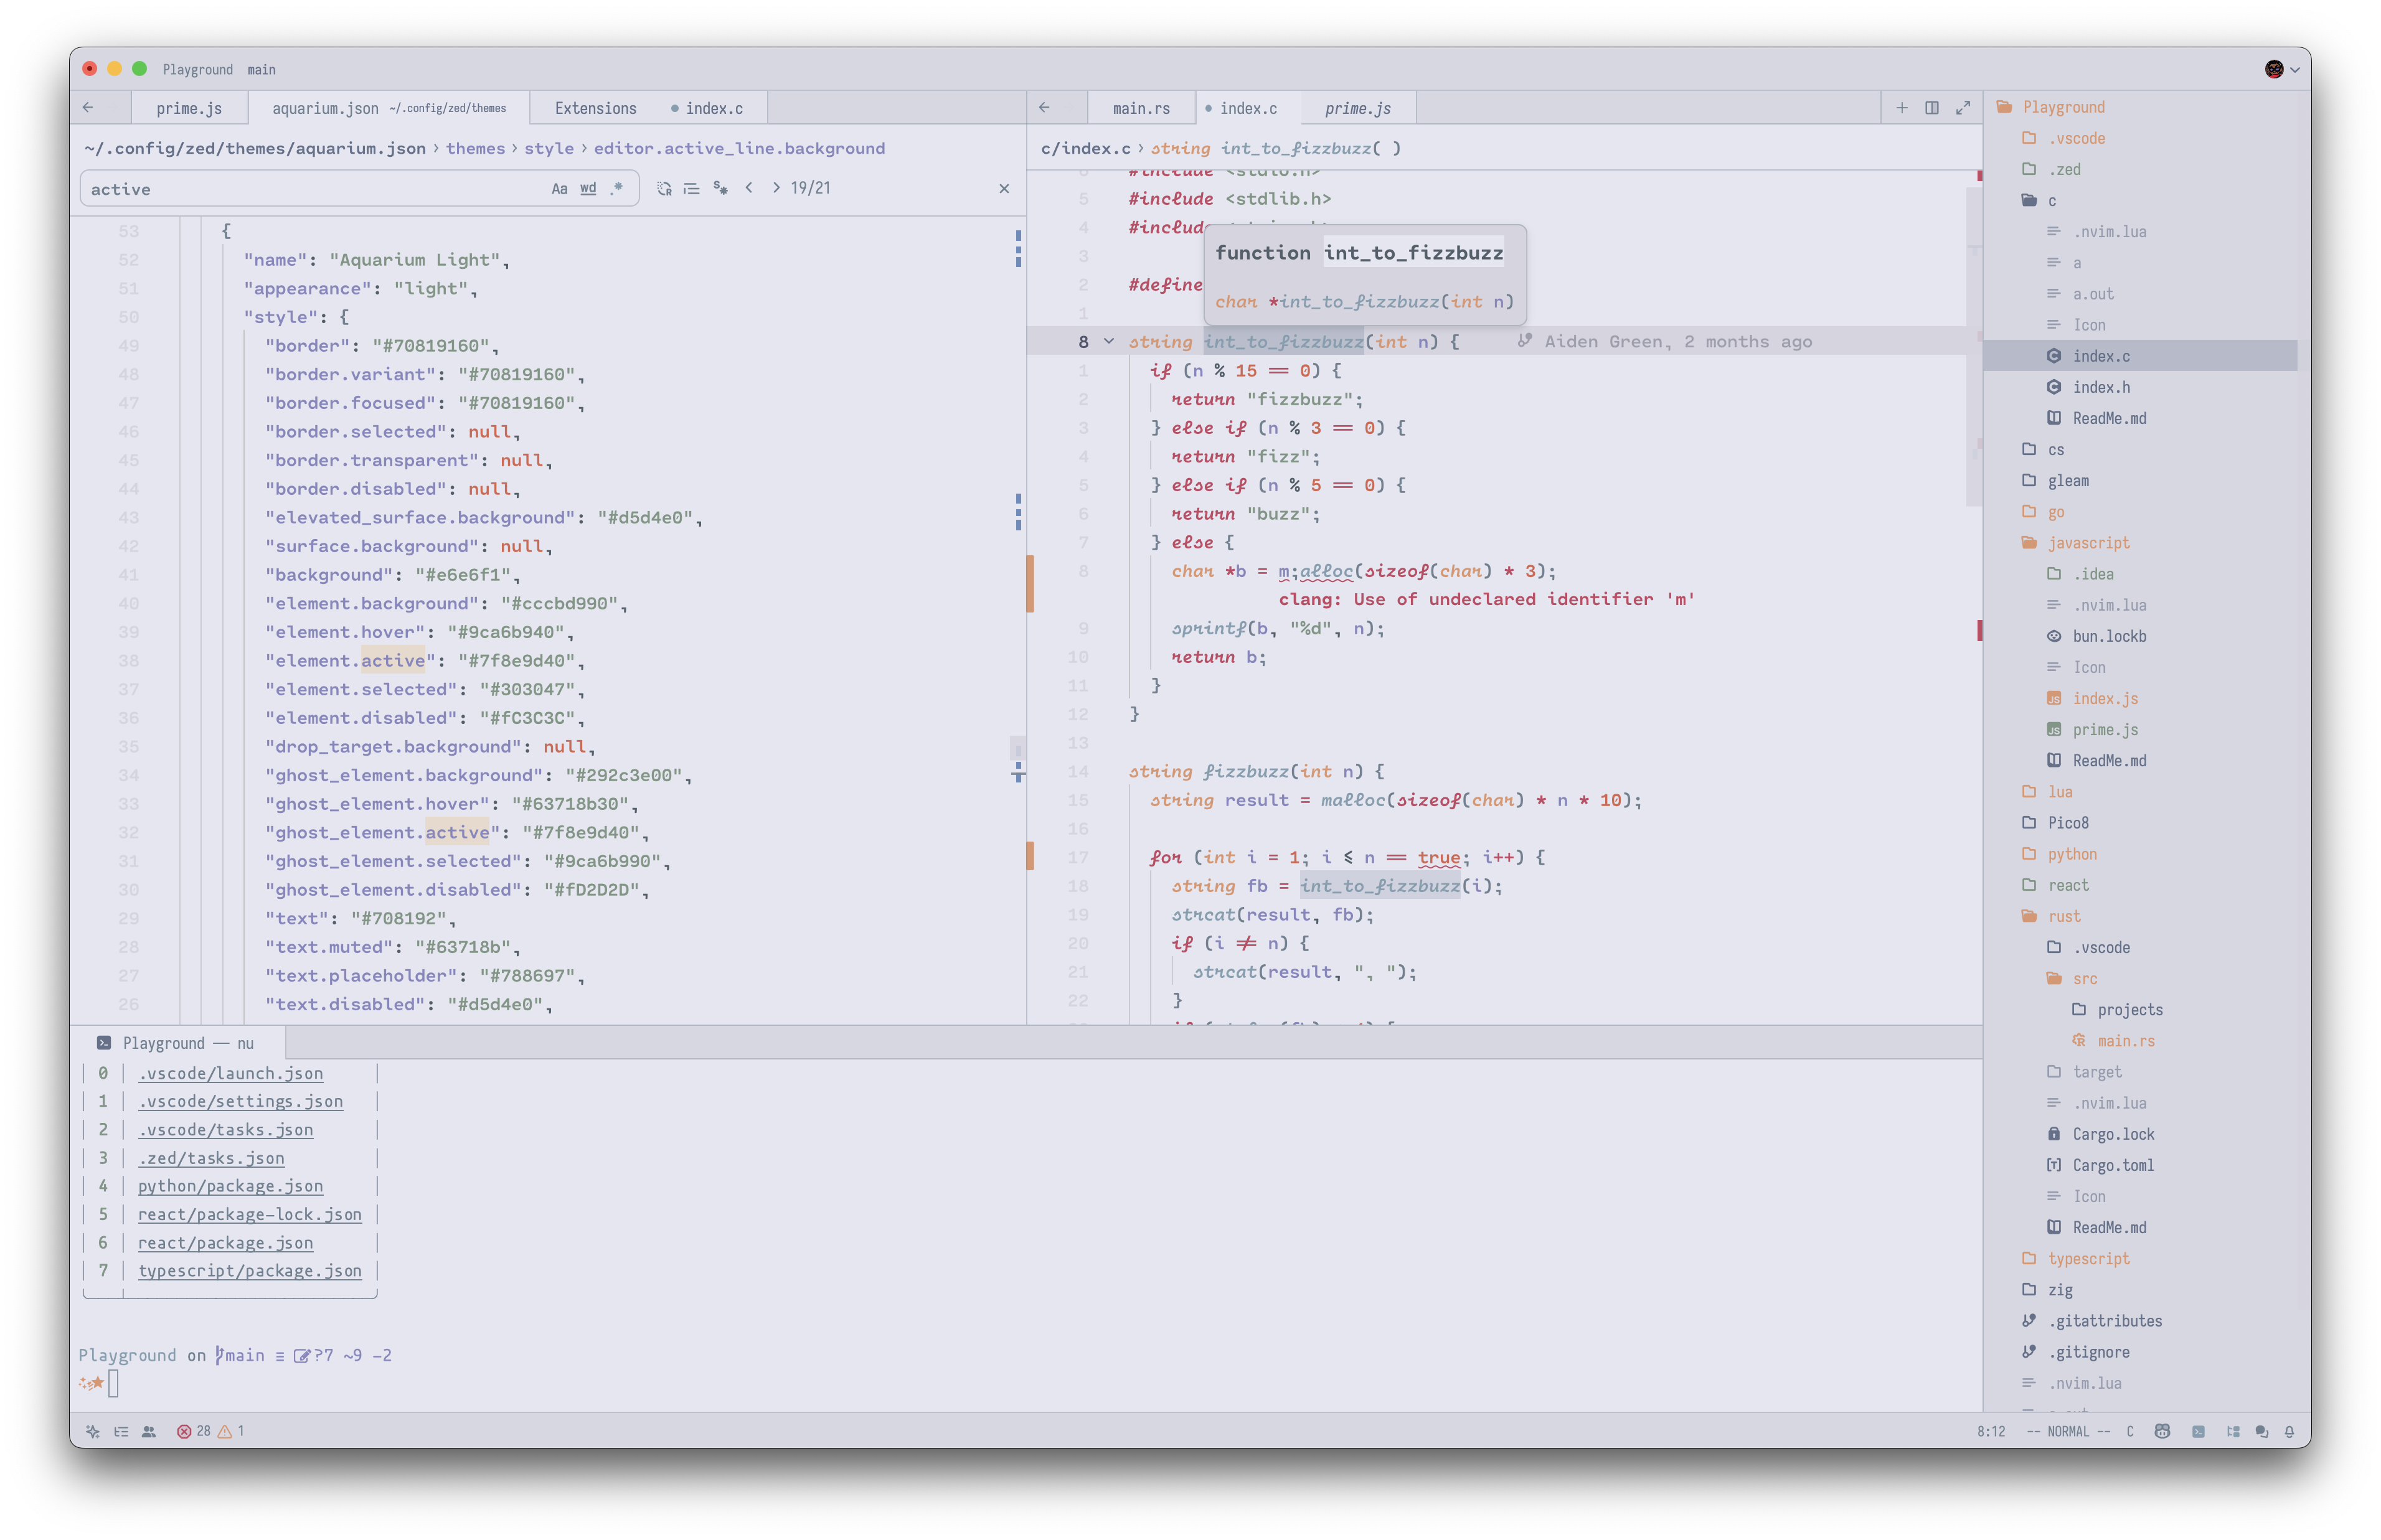 Playground main
prime.js
aquarium.json ~/.config/zed/themes
Extensions
index.c
~/.config/zed/themes/aquarium.json › themes › style › editor.active_line.background
active
Aa wd .*
19/21
53 {
52 "name": "Aquarium Light",
51 "appearance": "light",
50 "style": {
49 "border": "#70819160",
48 "border.variant": "#70819160",
47 "border.focused": "#70819160",
46 "border.selected": null,
45 "border.transparent": null,
44 "border.disabled": null,
43 "elevated_surface.background": "#d5d4e0",
42 "surface.background": null,
41 "background": "#e6e6f1",
40 "element.background": "#cccbd990",
39 "element.hover": "#9ca6b940",
38 "element.active": "#7f8e9d40",
37 "element.selected": "#303047",
36 "element.disabled": "#fC3C3C",
35 "drop_target.background": null,
34 "ghost_element.background": "#292c3e00",
33 "ghost_element.hover": "#63718b30",
32 "ghost_element.active": "#7f8e9d40",
31 "ghost_element.selected": "#9ca6b990",
30 "ghost_element.disabled": "#fD2D2D",
29 "text": "#708192",
28 "text.muted": "#63718b",
27 "text.placeholder": "#788697",
26 "text.disabled": "#d5d4e0",
main.rs
index.c
prime.js
c/index.c › string int_to_fizzbuzz( )
6 #include <stdio.h>
5 #include <stdlib.h>
4 #include
3
2 #define
1
function int_to_fizzbuzz
char *int_to_fizzbuzz(int n)
8 string int_to_fizzbuzz(int n) { Aiden Green, 2 months ago
1 if (n % 15 == 0) {
2 return "fizzbuzz";
3 } else if (n % 3 == 0) {
4 return "fizz";
5 } else if (n % 5 == 0) {
6 return "buzz";
7 } else {
8 char *b = m;alloc(sizeof(char) * 3);
clang: Use of undeclared identifier 'm'
9 sprintf(b, "%d", n);
10 return b;
11 }
12 }
13
14 string fizzbuzz(int n) {
15 string result = malloc(sizeof(char) * n * 10);
16
17 for (int i = 1; i ≤ n == true; i++) {
18 string fb = int_to_fizzbuzz(i);
19 strcat(result, fb);
20 if (i ≠ n) {
21 strcat(result, ", ");
22 }
Playground
.vscode
.zed
c
.nvim.lua
a
a.out
Icon
index.c
index.h
ReadMe.md
cs
gleam
go
javascript
.idea
.nvim.lua
bun.lockb
Icon
index.js
prime.js
ReadMe.md
lua
Pico8
python
react
rust
.vscode
src
projects
main.rs
target
.nvim.lua
Cargo.lock
Cargo.toml
Icon
ReadMe.md
typescript
zig
.gitattributes
.gitignore
.nvim.lua
Playground — nu
0 .vscode/launch.json
1 .vscode/settings.json
2 .vscode/tasks.json
3 .zed/tasks.json
4 python/package.json
5 react/package-lock.json
6 react/package.json
7 typescript/package.json
Playground on main ≡ ?7 ~9 -2
28 1
8:12 -- NORMAL -- C